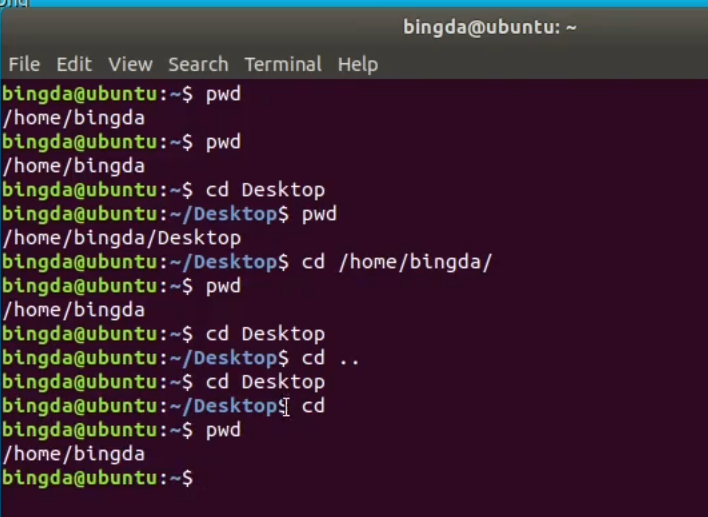 bingda@ubuntu: ~
File Edit View Search Terminal Help
bingda@ubuntu:~$ pwd
/home/bingda
bingda@ubuntu:~$ pwd
/home/bingda
bingda@ubuntu:~$ cd Desktop
bingda@ubuntu:~/Desktop$ pwd
/home/bingda/Desktop
bingda@ubuntu:~/Desktop$ cd /home/bingda/
bingda@ubuntu:~$ pwd
/home/bingda
bingda@ubuntu:~$ cd Desktop
bingda@ubuntu:~/Desktop$ cd ..
bingda@ubuntu:~$ cd Desktop
bingda@ubuntu:~/Desktop$ cd
bingda@ubuntu:~$ pwd
/home/bingda
bingda@ubuntu:~$